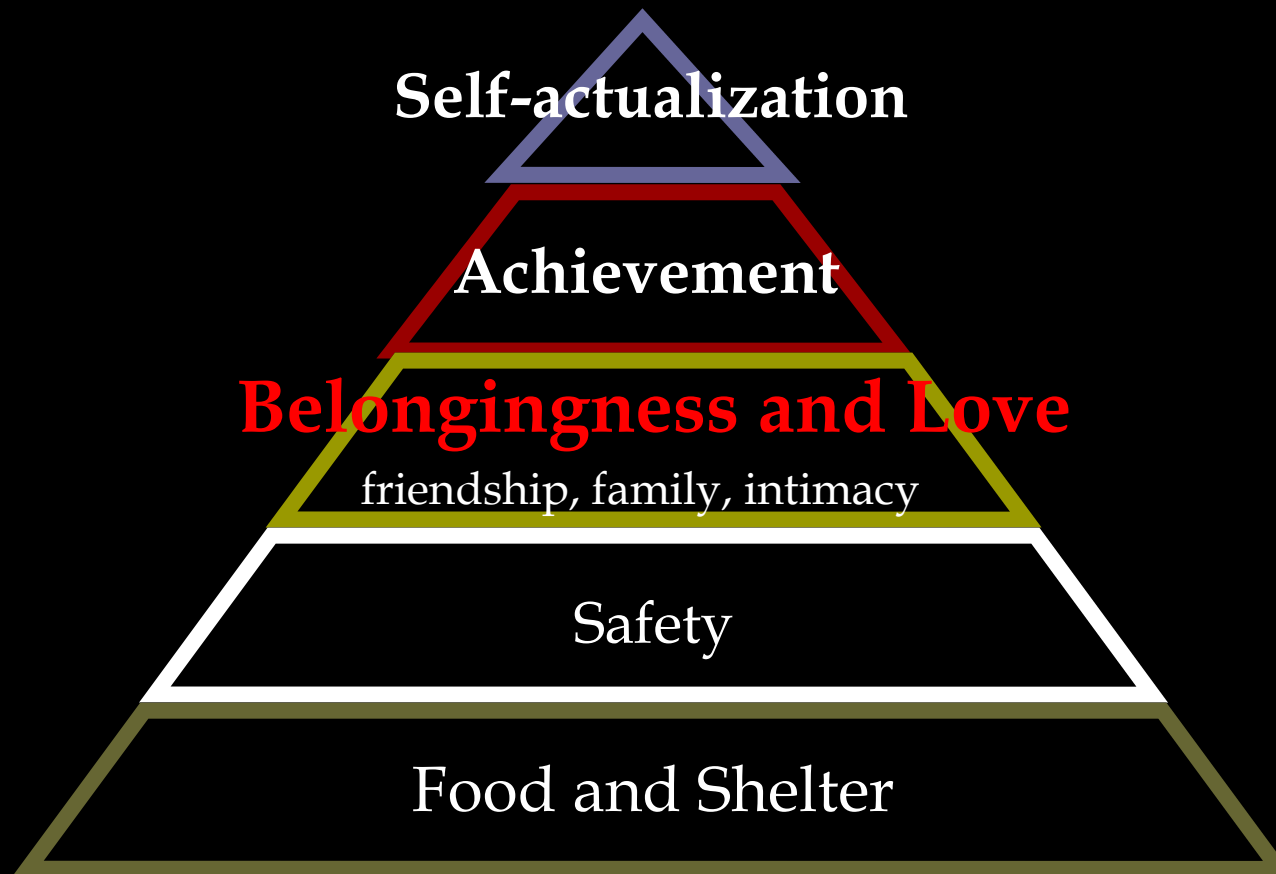 Self-actualization
Achievement
Belongingness and Love
friendship, family, intimacy
Safety
Food and Shelter